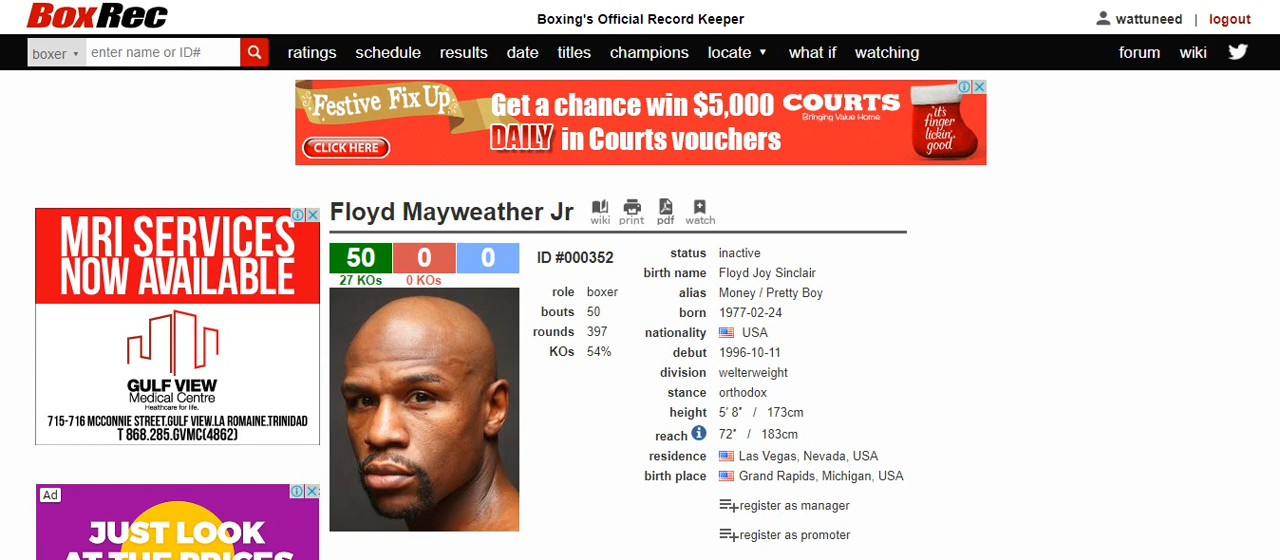 BoxRec
Boxing's Official Record Keeper
wattuneed | logout
boxer ▾ enter name or ID#
ratings schedule results date titles champions locate ▼ what if watching forum wiki
Festive Fix Up
CLICK HERE
Get a chance win $5,000
DAILY in Courts vouchers
COURTS
Bringing Value Home
it's
finger
lickin'
good
MRI SERVICES
NOW AVAILABLE
GULF VIEW
Medical Centre
Healthcare for life.
715-716 MCCONNIE STREET.GULF VIEW.LA ROMAINE.TRINIDAD
T 868.285.GVMC(4862)
Ad
JUST LOOK
AT THE PRICES
Floyd Mayweather Jr
wiki print pdf watch
50 0 0
27 KOs 0 KOs
ID #000352
role boxer
bouts 50
rounds 397
KOs 54%
status inactive
birth name Floyd Joy Sinclair
alias Money / Pretty Boy
born 1977-02-24
nationality USA
debut 1996-10-11
division welterweight
stance orthodox
height 5' 8″ / 173cm
reach 72″ / 183cm
residence Las Vegas, Nevada, USA
birth place Grand Rapids, Michigan, USA
register as manager
register as promoter